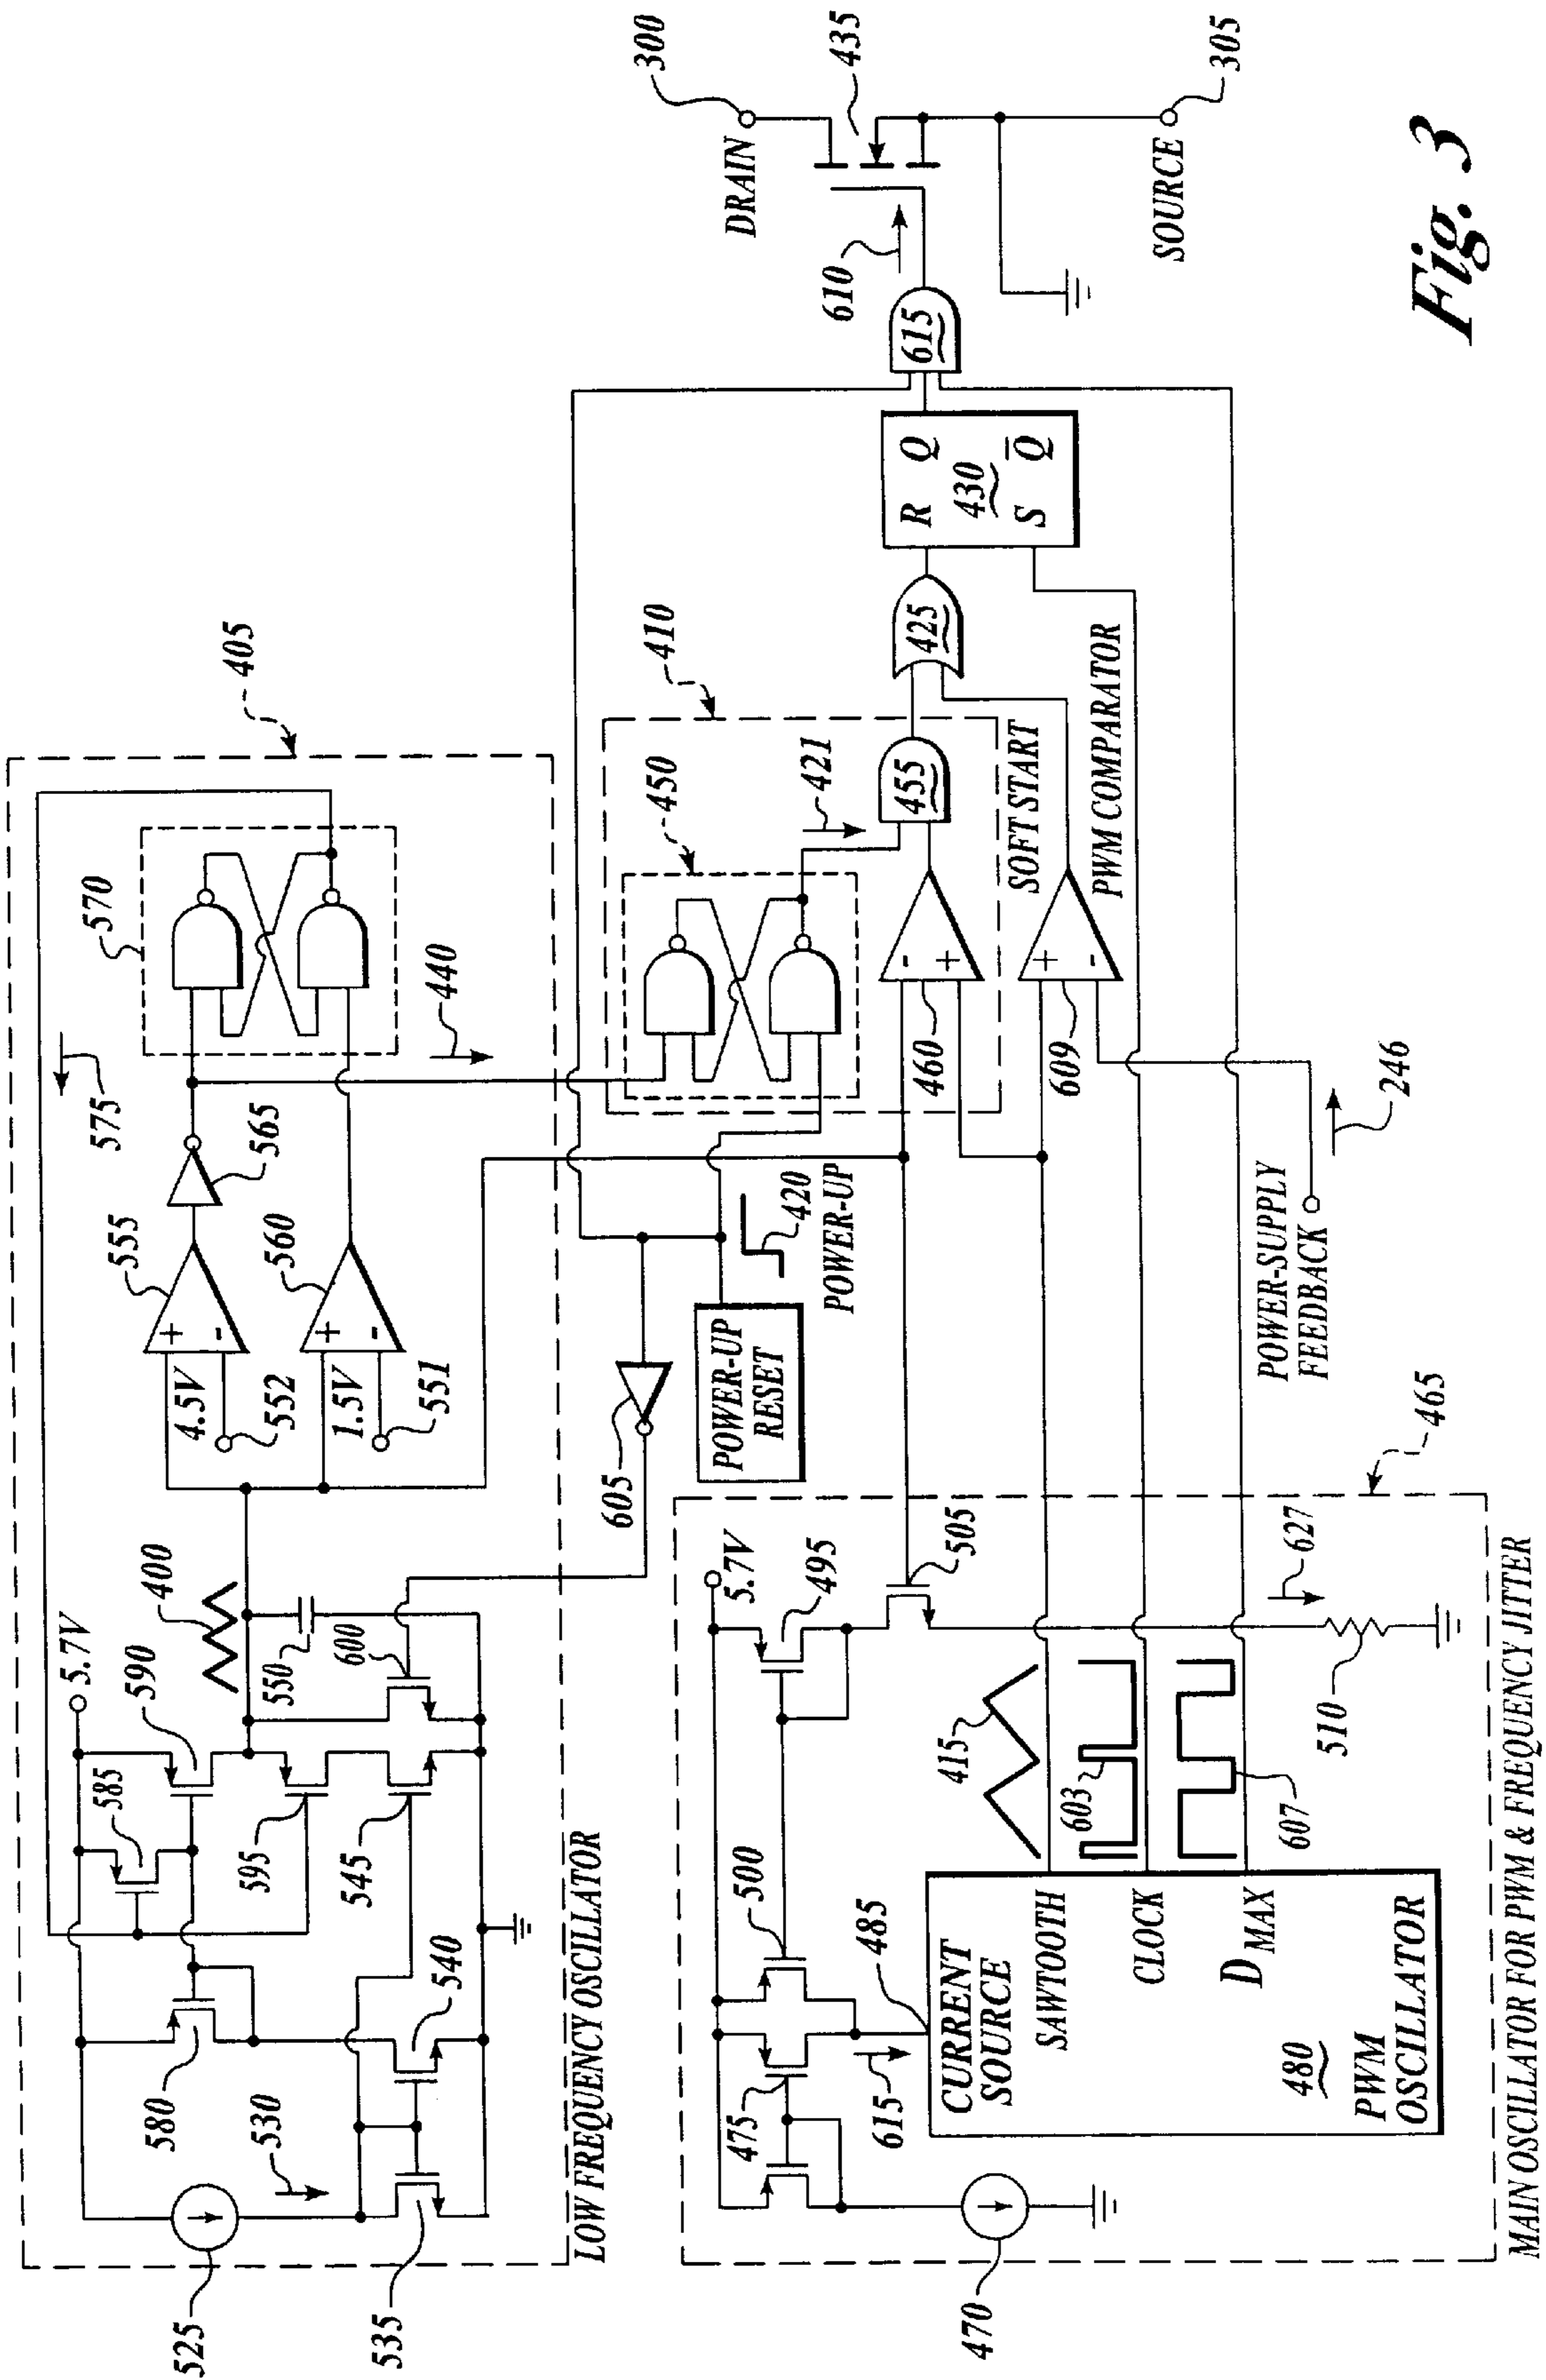 405
570
575
440
555
565
560
4.5V
552
1.5V
551
400
5.7V
590
585
595
545
550
600
580
530
540
525
535
LOW FREQUENCY OSCILLATOR
605
POWER-UP
RESET
420
POWER-UP
410
450
421
455
SOFT START
- +
460
+ -
609
PWM COMPARATOR
425
R Q
430
S Q̄
615
610
DRAIN
300
435
SOURCE
305
246
POWER-SUPPLY
FEEDBACK
465
5.7V
495
505
627
510
500
485
475
615
470
CURRENT
SOURCE
SAWTOOTH
CLOCK
D MAX
480
PWM
OSCILLATOR
415
603
607
MAIN OSCILLATOR FOR PWM & FREQUENCY JITTER
+ -
+ -
Fig. 3